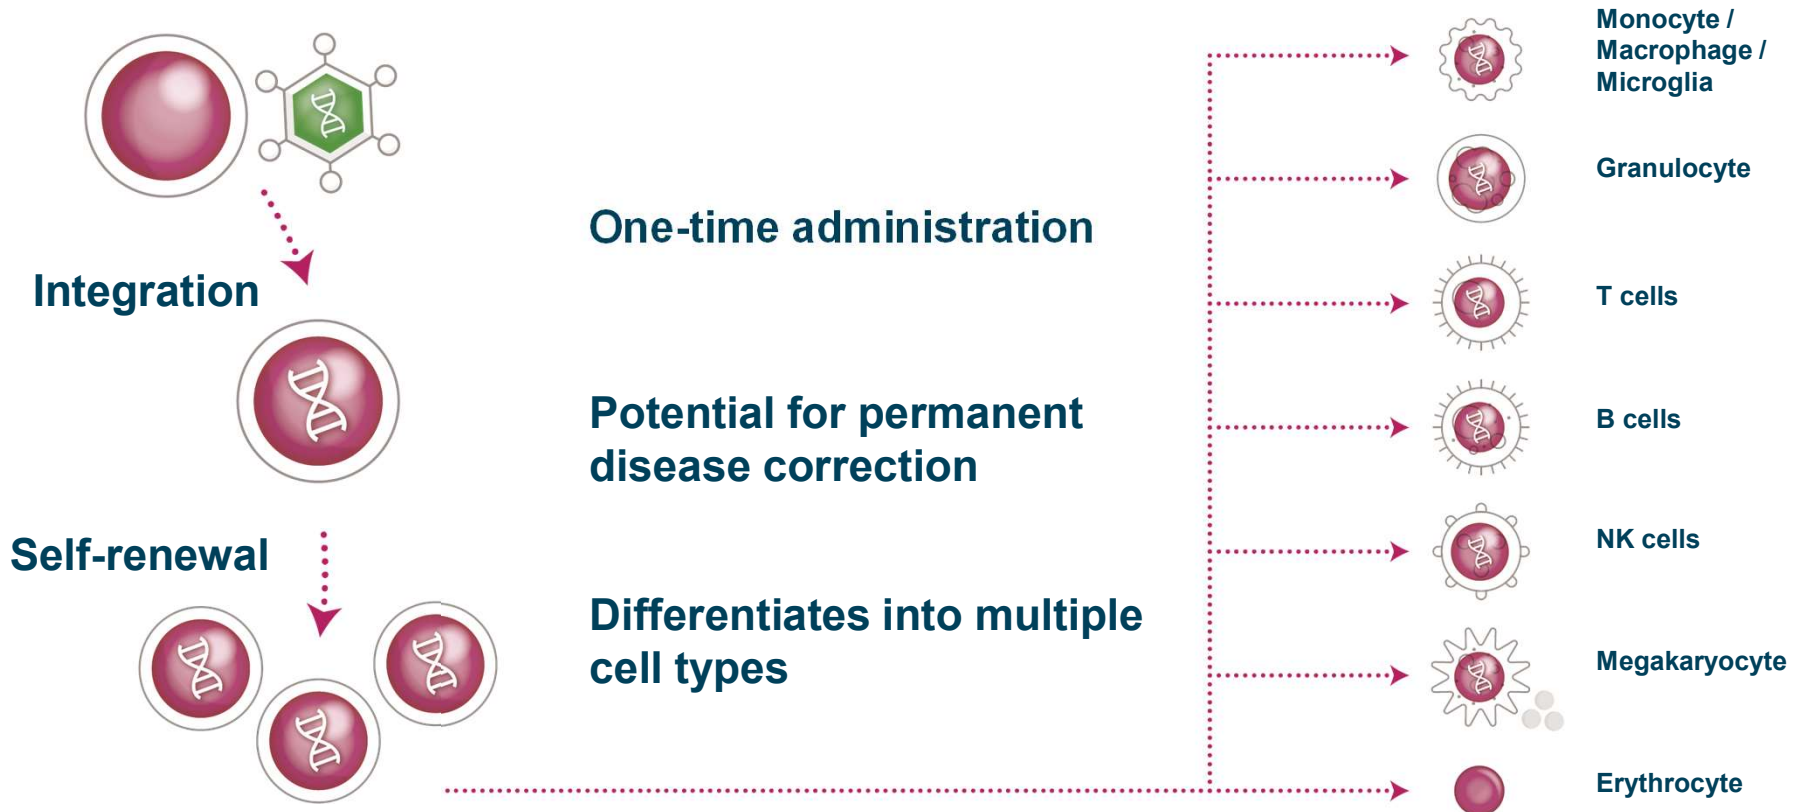 Integration
Self-renewal
One-time administration
Potential for permanent
disease correction
Differentiates into multiple
cell types
Monocyte /
Macrophage /
Microglia
Granulocyte
T cells
B cells
NK cells
Megakaryocyte
Erythrocyte